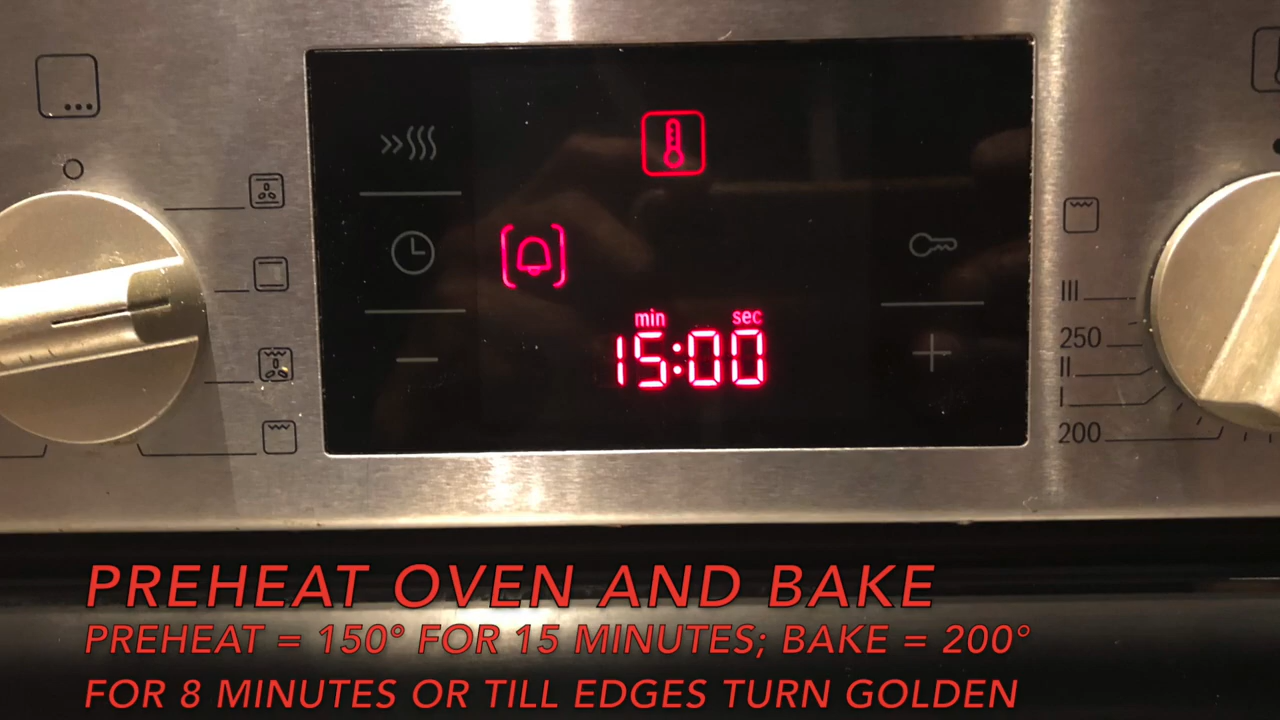 min sec
15:00
III
250
II
I
200
PREHEAT OVEN AND BAKE
PREHEAT = 150° FOR 15 MINUTES; BAKE = 200°
FOR 8 MINUTES OR TILL EDGES TURN GOLDEN